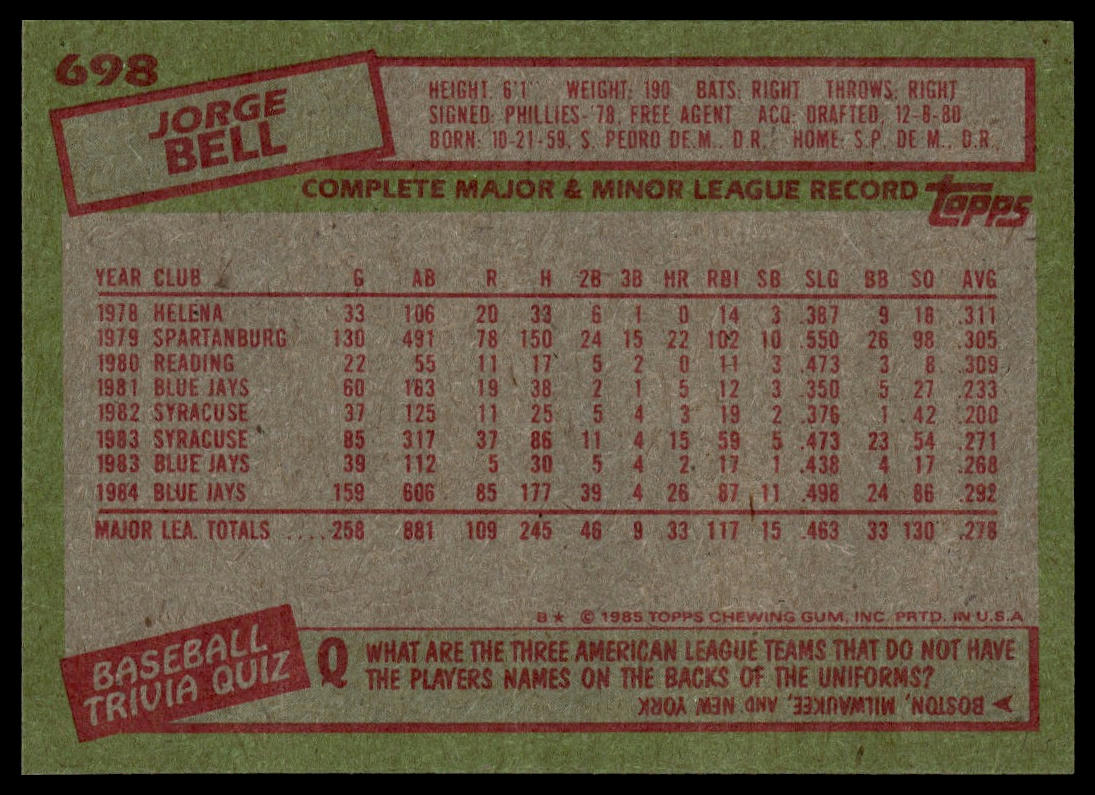 698
JORGE
BELL
HEIGHT: 6'1" WEIGHT: 190 BATS: RIGHT THROWS: RIGHT
SIGNED: PHILLIES-'78, FREE AGENT ACQ: DRAFTED, 12-8-80
BORN: 10-21-59, S. PEDRO DE.M., D.R. HOME: S.P. DE M., D.R.
COMPLETE MAJOR & MINOR LEAGUE RECORD
TOPPS
YEAR CLUB G AB R H 2B 3B HR RBI SB SLG BB SO AVG
1978 HELENA 33 106 20 33 6 1 0 14 3 .387 9 18 .311
1979 SPARTANBURG 130 491 78 150 24 15 22 102 10 .550 26 98 .305
1980 READING 22 55 11 17 5 2 0 11 3 .473 3 8 .309
1981 BLUE JAYS 60 163 19 38 2 1 5 12 3 .350 5 27 .233
1982 SYRACUSE 37 125 11 25 5 4 3 19 2 .376 1 42 .200
1983 SYRACUSE 85 317 37 86 11 4 15 59 5 .473 23 54 .271
1983 BLUE JAYS 39 112 5 30 5 4 2 17 1 .438 4 17 .268
1984 BLUE JAYS 159 606 85 177 39 4 26 87 11 .498 24 86 .292
MAJOR LEA. TOTALS .... 258 881 109 245 46 9 33 117 15 .463 33 130 .278
B★ © 1985 TOPPS CHEWING GUM, INC. PRTD. IN U.S.A
BASEBALL
TRIVIA QUIZ
Q WHAT ARE THE THREE AMERICAN LEAGUE TEAMS THAT DO NOT HAVE
THE PLAYERS NAMES ON THE BACKS OF THE UNIFORMS?
BOSTON, MILWAUKEE, AND NEW YORK